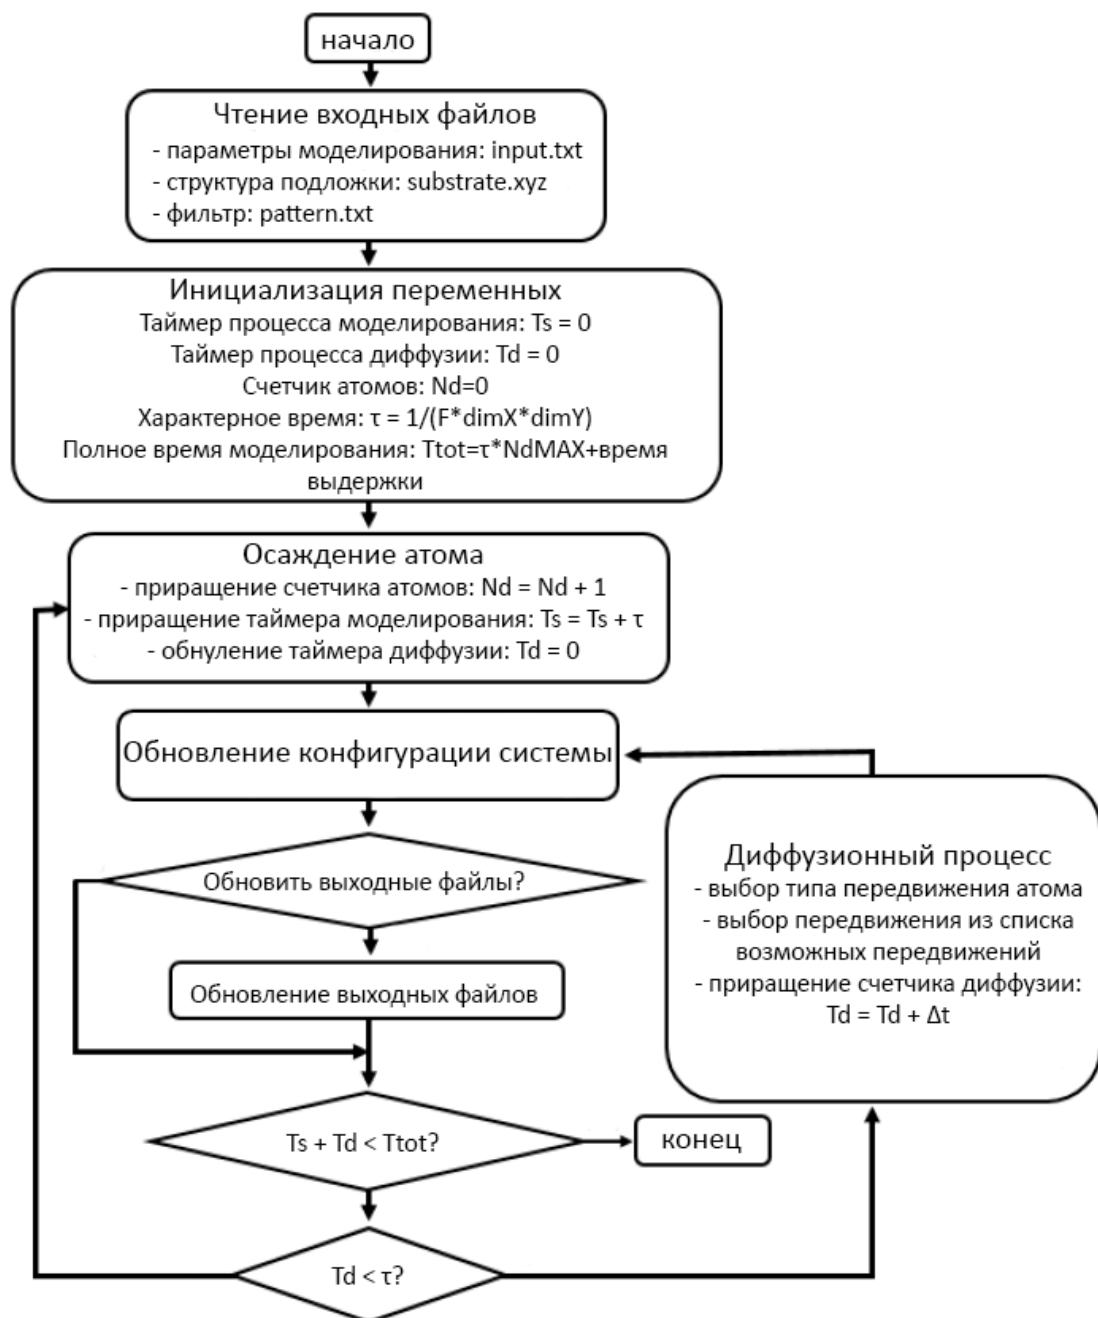 начало
Чтение входных файлов
- параметры моделирования: input.txt
- структура подложки: substrate.xyz
- фильтр: pattern.txt
Инициализация переменных
Таймер процесса моделирования: Ts = 0
Таймер процесса диффузии: Td = 0
Счетчик атомов: Nd=0
Характерное время: τ = 1/(F*dimX*dimY)
Полное время моделирования: Ttot=τ*NdMAX+время
выдержки
Осаждение атома
- приращение счетчика атомов: Nd = Nd + 1
- приращение таймера моделирования: Ts = Ts + τ
- обнуление таймера диффузии: Td = 0
Обновление конфигурации системы
Обновить выходные файлы?
Обновление выходных файлов
Диффузионный процесс
- выбор типа передвижения атома
- выбор передвижения из списка
возможных передвижений
- приращение счетчика диффузии:
Td = Td + Δt
Ts + Td < Ttot?
конец
Td < τ?